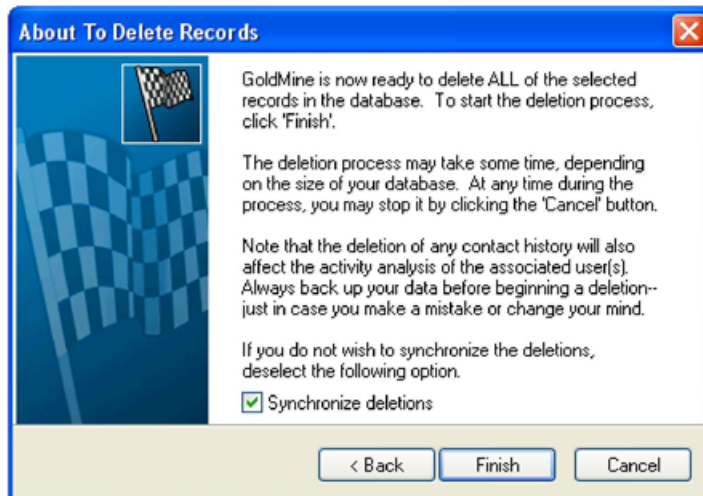 About To Delete Records
GoldMine is now ready to delete ALL of the selected
records in the database. To start the deletion process,
click 'Finish'.
The deletion process may take some time, depending
on the size of your database. At any time during the
process, you may stop it by clicking the 'Cancel' button.
Note that the deletion of any contact history will also
affect the activity analysis of the associated user(s).
Always back up your data before beginning a deletion--
just in case you make a mistake or change your mind.
If you do not wish to synchronize the deletions,
deselect the following option.
Synchronize deletions
< Back Finish Cancel